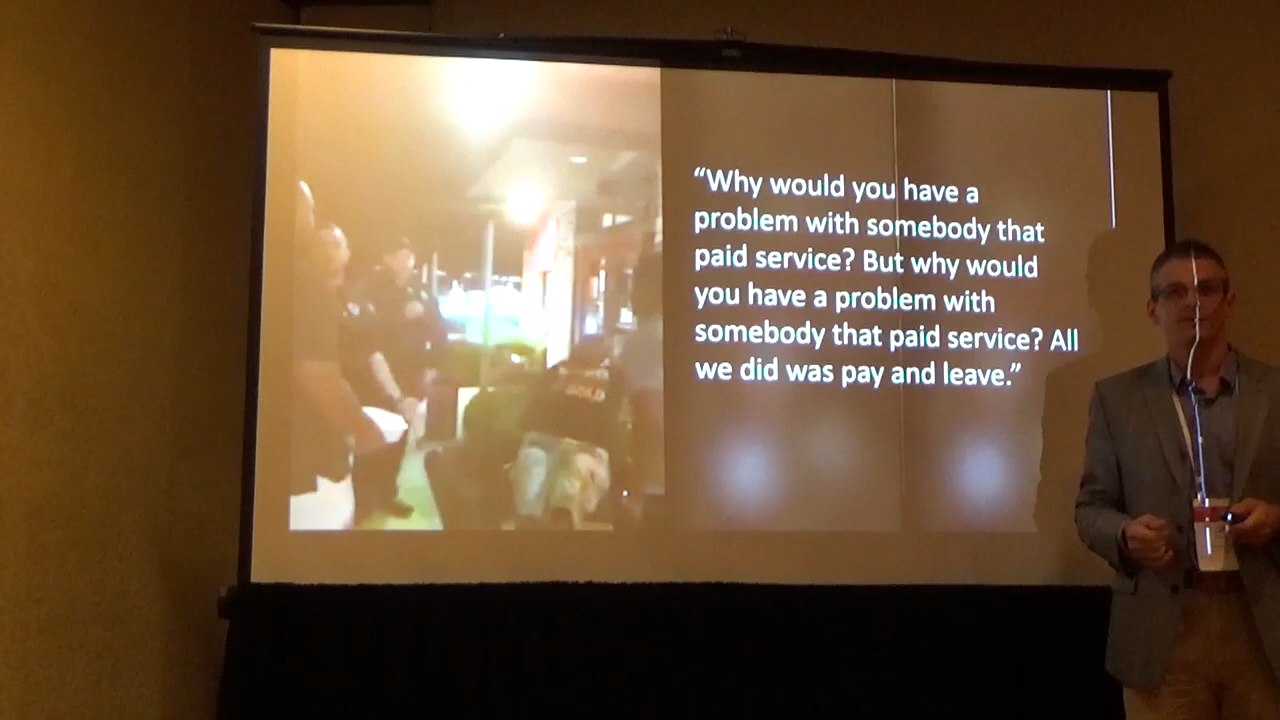 “Why would you have a
problem with somebody that
paid service? But why would
you have a problem with
somebody that paid service? All
we did was pay and leave.”